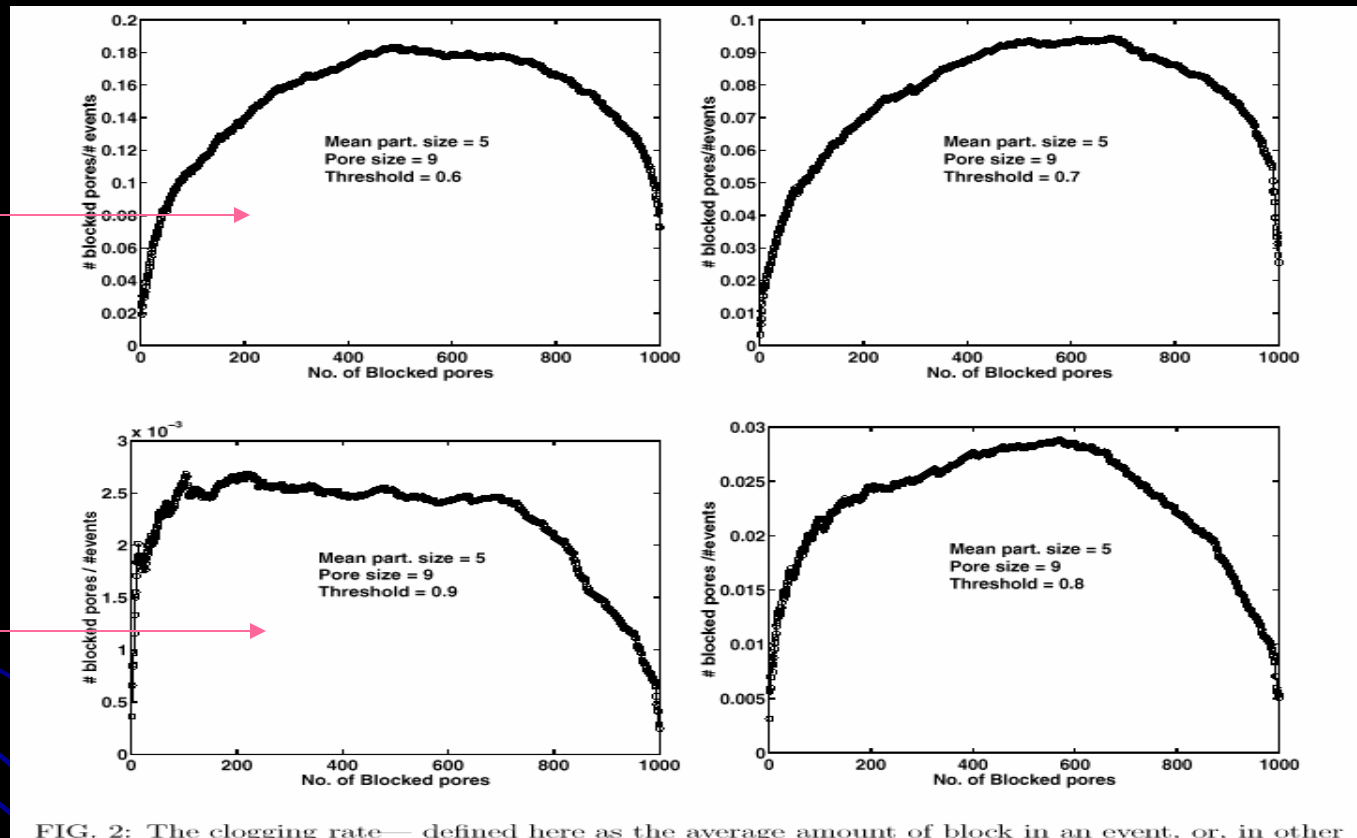 0.2
0.18
0.16
0.14
0.12
0.1
0.08
0.06
0.04
0.02
0
# blocked pores/# events
Mean part. size = 5
Pore size = 9
Threshold = 0.6
0 200 400 600 800 1000
No. of Blocked pores
0.1
0.09
0.08
0.07
0.06
0.05
0.04
0.03
0.02
0.01
0
# blocked pores/#events
Mean part. size = 5
Pore size = 9
Threshold = 0.7
0 200 400 600 800 1000
No. of Blocked pores
x 10⁻³
3
2.5
2
1.5
1
0.5
0
# blocked pores / #events
Mean part. size = 5
Pore size = 9
Threshold = 0.9
0 200 400 600 800 1000
No. of Blocked pores
0.03
0.025
0.02
0.015
0.01
0.005
0
# blocked pores /#events
Mean part. size = 5
Pore size = 9
Threshold = 0.8
0 200 400 600 800 1000
No. of Blocked pores
FIG. 2: The clogging rate— defined here as the average amount of block in an event, or, in other